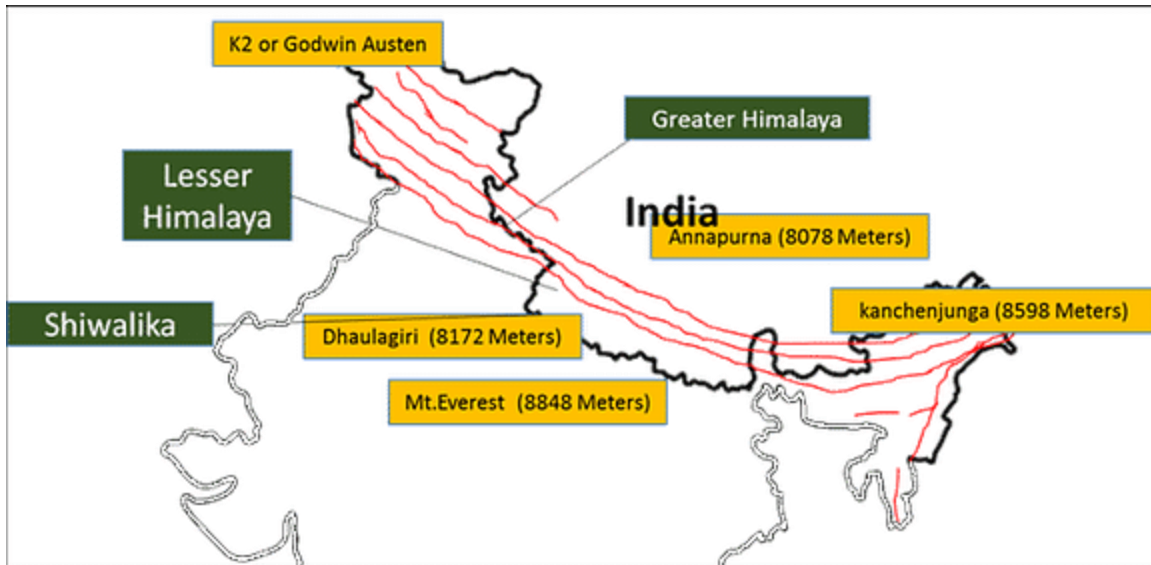 K2 or Godwin Austen
Greater Himalaya
Lesser
Himalaya
India
Annapurna (8078 Meters)
kanchenjunga (8598 Meters)
Shiwalika
Dhaulagiri (8172 Meters)
Mt.Everest (8848 Meters)